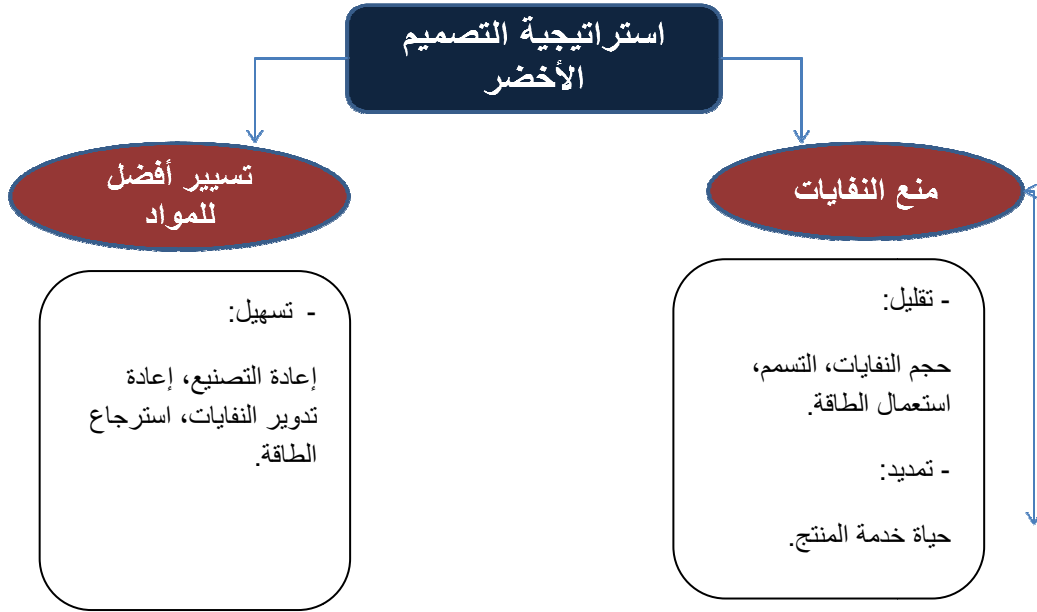 استراتيجية التصميم
الأخضر
منع النفايات
- تقليل:
حجم النفايات، التسمم،
استعمال الطاقة.
- تمديد:
حياة خدمة المنتج.
تسيير أفضل
للمواد
- تسهيل:
إعادة التصنيع، إعادة
تدوير النفايات، استرجاع
الطاقة.